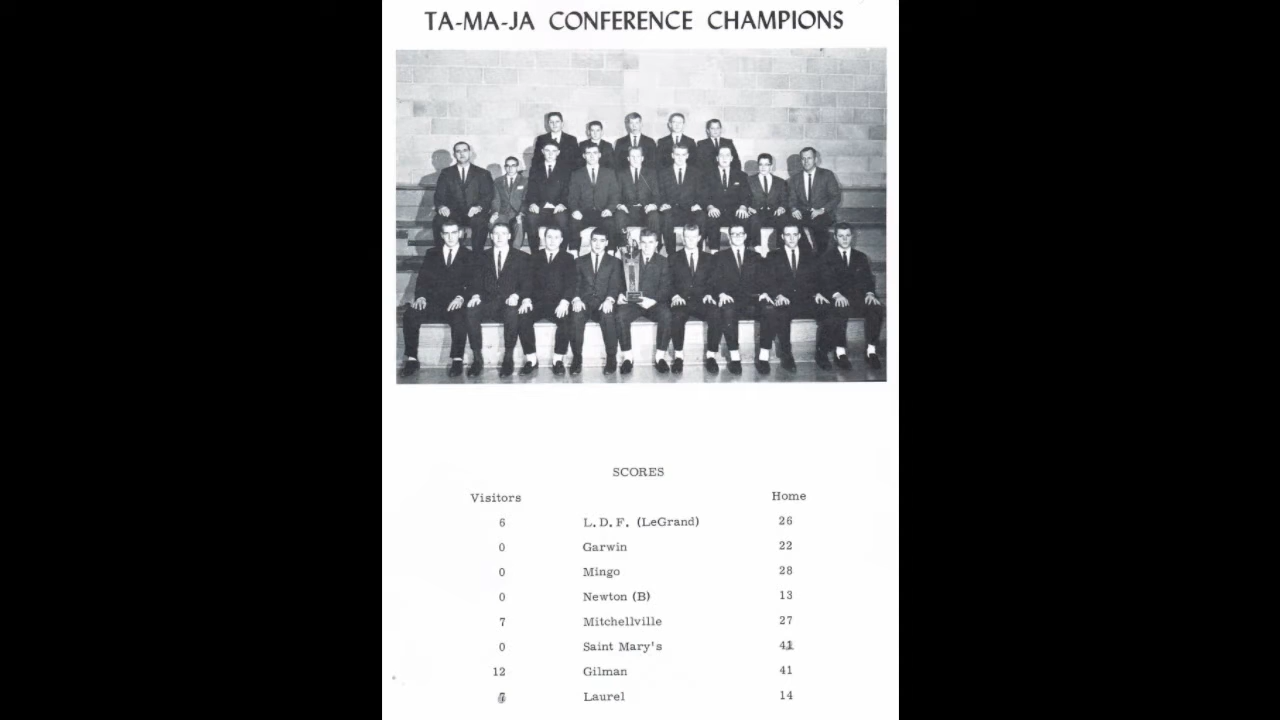 TA-MA-JA CONFERENCE CHAMPIONS
SCORES
Visitors Home
6 L.D.F. (LeGrand) 26
0 Garwin 22
0 Mingo 28
0 Newton (B) 13
7 Mitchellville 27
0 Saint Mary's
12 Gilman 41
Laurel 14